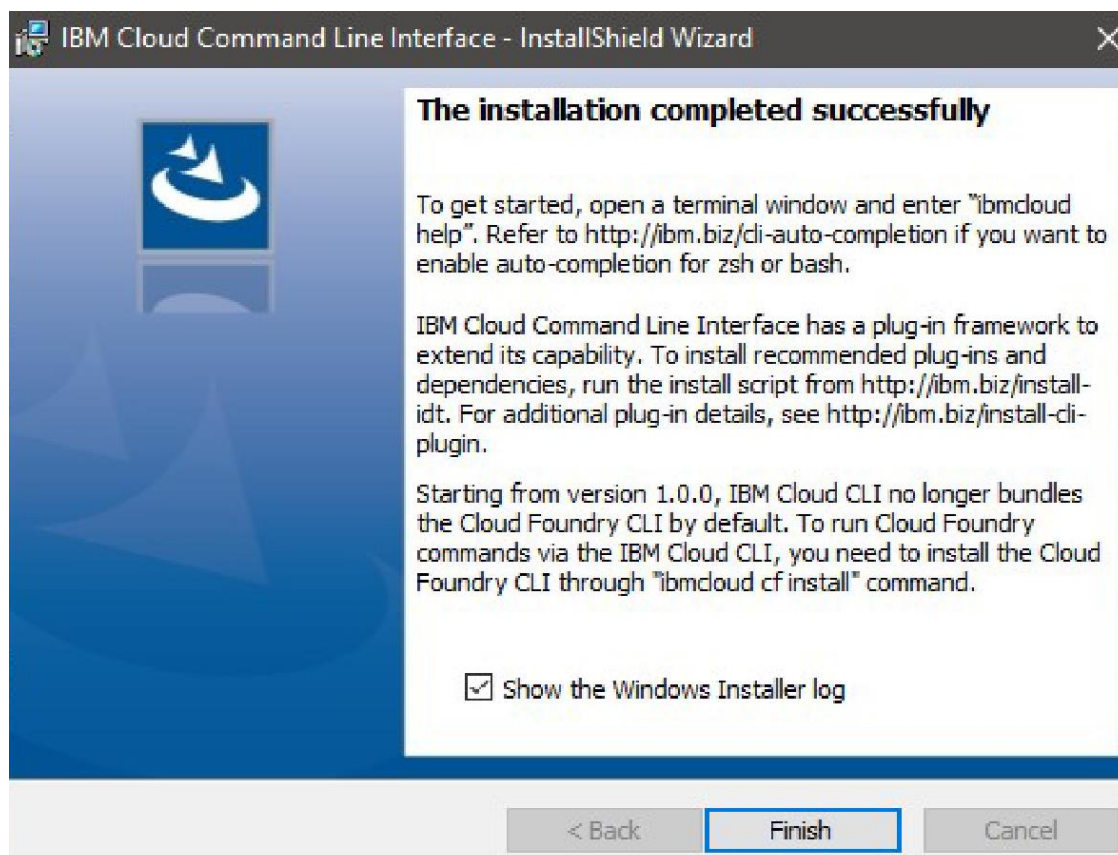 IBM Cloud Command Line Interface - InstallShield Wizard
The installation completed successfully
To get started, open a terminal window and enter "ibmcloud
help". Refer to http://ibm.biz/cli-auto-completion if you want to
enable auto-completion for zsh or bash.
IBM Cloud Command Line Interface has a plug-in framework to
extend its capability. To install recommended plug-ins and
dependencies, run the install script from http://ibm.biz/install-
idt. For additional plug-in details, see http://ibm.biz/install-cli-
plugin.
Starting from version 1.0.0, IBM Cloud CLI no longer bundles
the Cloud Foundry CLI by default. To run Cloud Foundry
commands via the IBM Cloud CLI, you need to install the Cloud
Foundry CLI through "ibmcloud cf install" command.
Show the Windows Installer log
< Back Finish Cancel